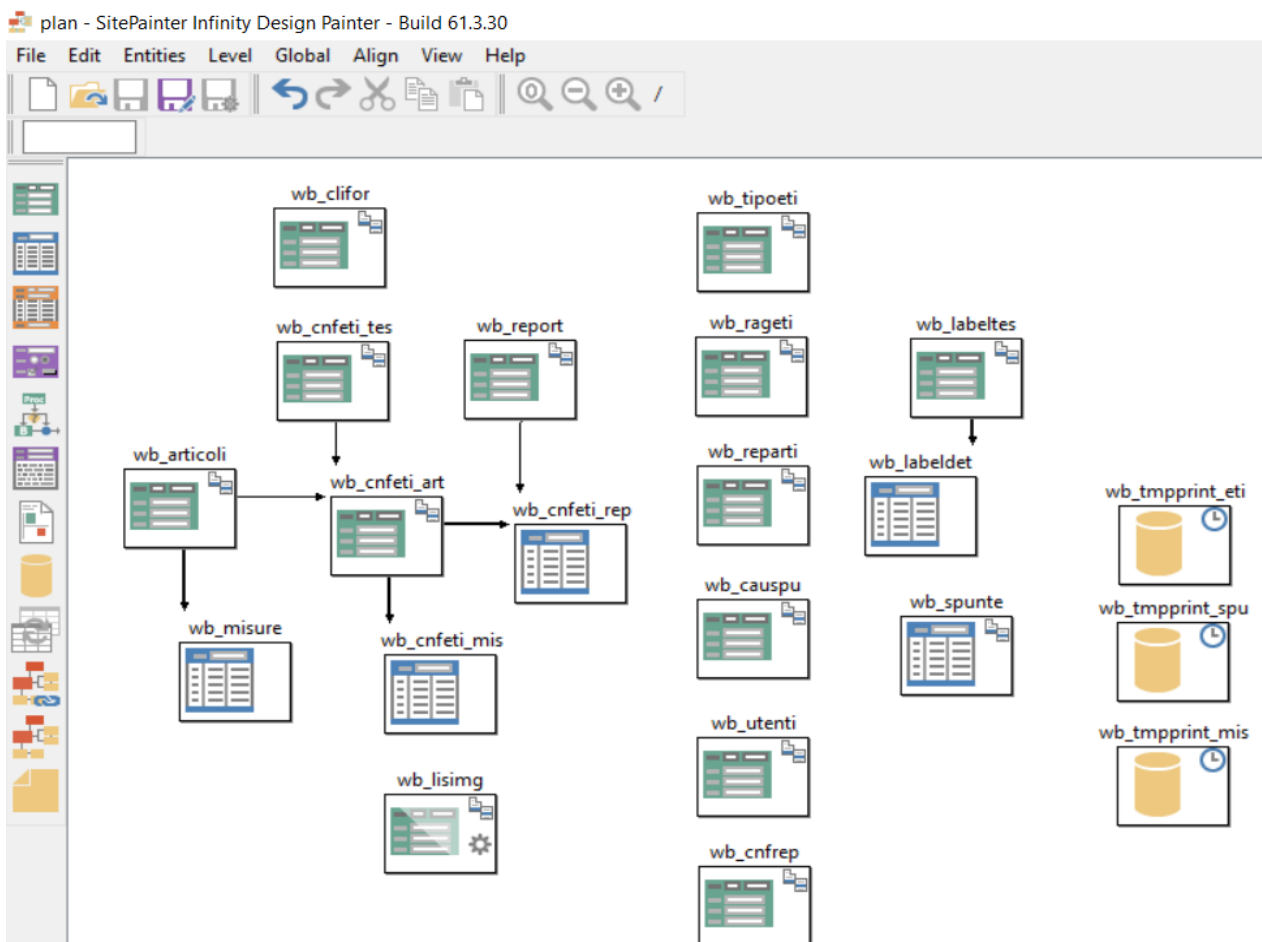 plan - SitePainter Infinity Design Painter - Build 61.3.30
File Edit Entities Level Global Align View Help
wb_clifor
wb_tipoeti
wb_cnfeti_tes
wb_report
wb_rageti
wb_labeltes
wb_articoli
wb_cnfeti_art
wb_reparti
wb_labeldet
wb_cnfeti_rep
wb_tmpprint_eti
wb_misure
wb_cnfeti_mis
wb_causpu
wb_spunte
wb_tmpprint_spu
wb_utenti
wb_tmpprint_mis
wb_lisimg
wb_cnfrep
Proc
B
0
/